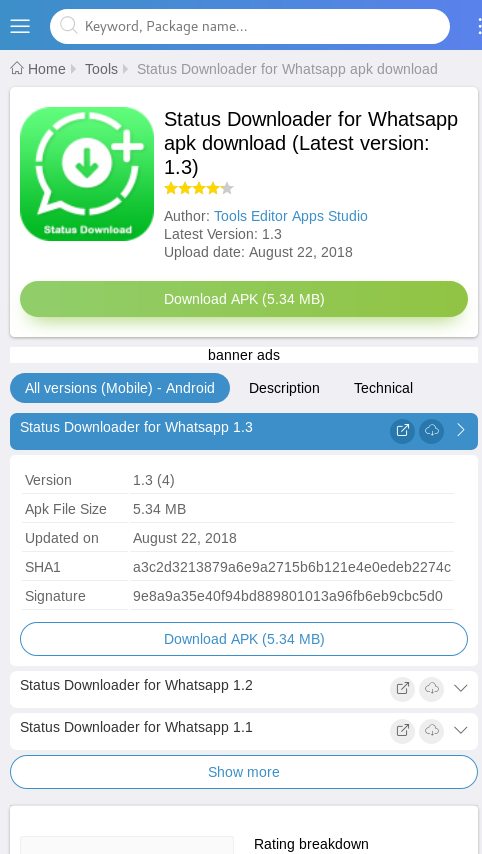 Keyword, Package name...
Home Tools Status Downloader for Whatsapp apk download
Status Downloader for Whatsapp
apk download (Latest version:
1.3)
Status Download
Author: Tools Editor Apps Studio
Latest Version: 1.3
Upload date: August 22, 2018
Download APK (5.34 MB)
banner ads
All versions (Mobile) - Android Description Technical
Status Downloader for Whatsapp 1.3
Version 1.3 (4)
Apk File Size 5.34 MB
Updated on August 22, 2018
SHA1 a3c2d3213879a6e9a2715b6b121e4e0edeb2274c
Signature 9e8a9a35e40f94bd889801013a96fb6eb9cbc5d0
Download APK (5.34 MB)
Status Downloader for Whatsapp 1.2
Status Downloader for Whatsapp 1.1
Show more
Rating breakdown